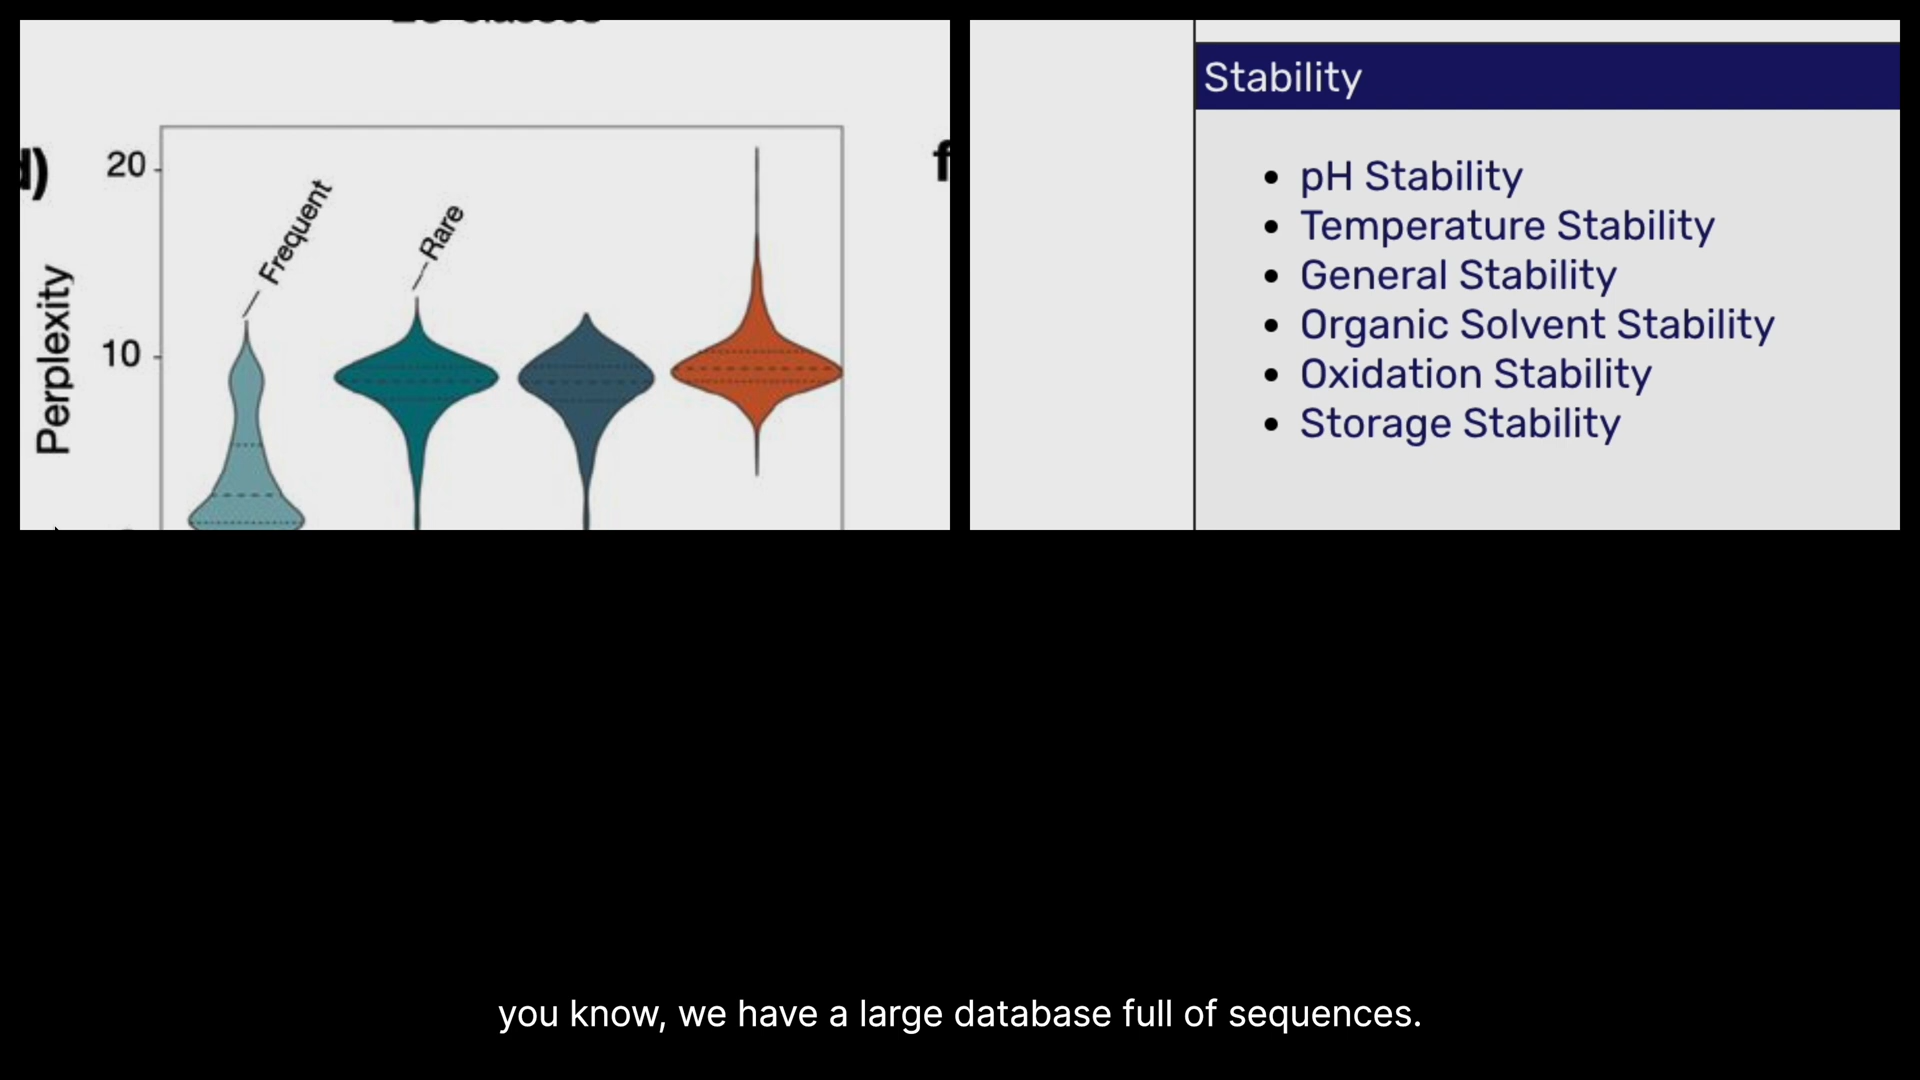 d)
20
Frequent
Rare
10
Perplexity
f
Stability
pH Stability
Temperature Stability
General Stability
Organic Solvent Stability
Oxidation Stability
Storage Stability
you know, we have a large database full of sequences.